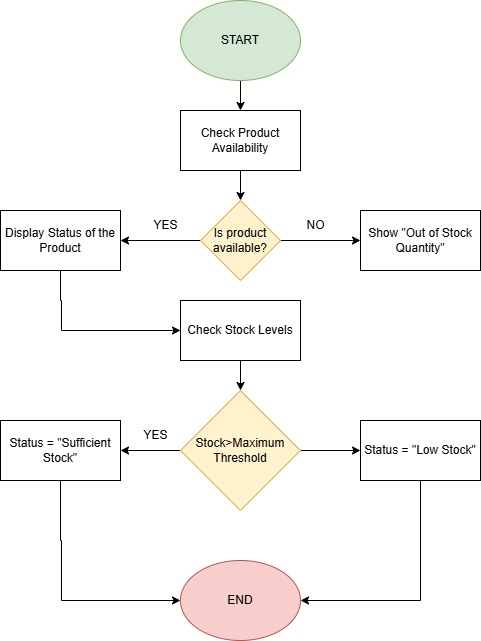 START
Check Product
Availability
YES
NO
Display Status of the
Product
Is product
available?
Show "Out of Stock
Quantity"
Check Stock Levels
YES
Status = "Sufficient
Stock"
Stock>Maximum
Threshold
Status = "Low Stock"
END